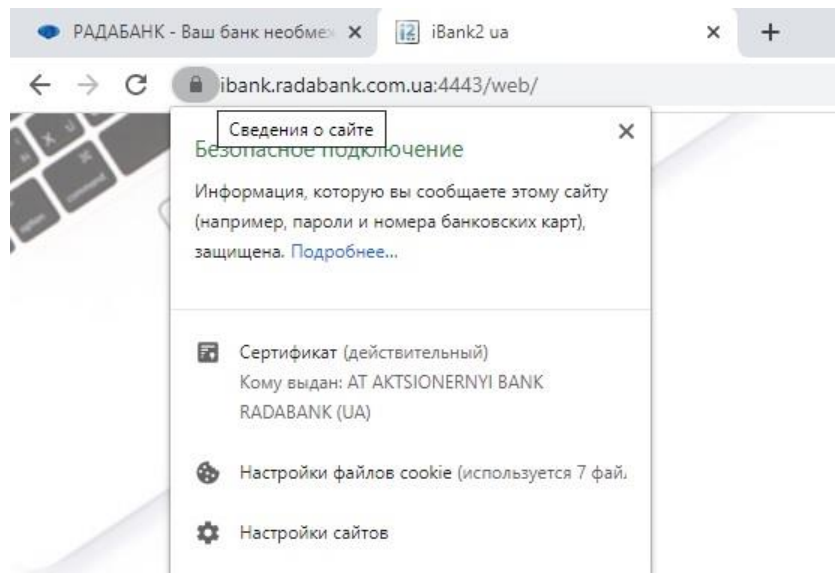 РАДАБАНК - Ваш банк необме
iBank2 ua
ibank.radabank.com.ua:4443/web/
Сведения о сайте
Безопасное подключение
Информация, которую вы сообщаете этому сайту
(например, пароли и номера банковских карт),
защищена. Подробнее...
Сертификат (действительный)
Кому выдан: AT AKTSIONERNYI BANK
RADABANK (UA)
Настройки файлов cookie (используется 7 фай
Настройки сайтов